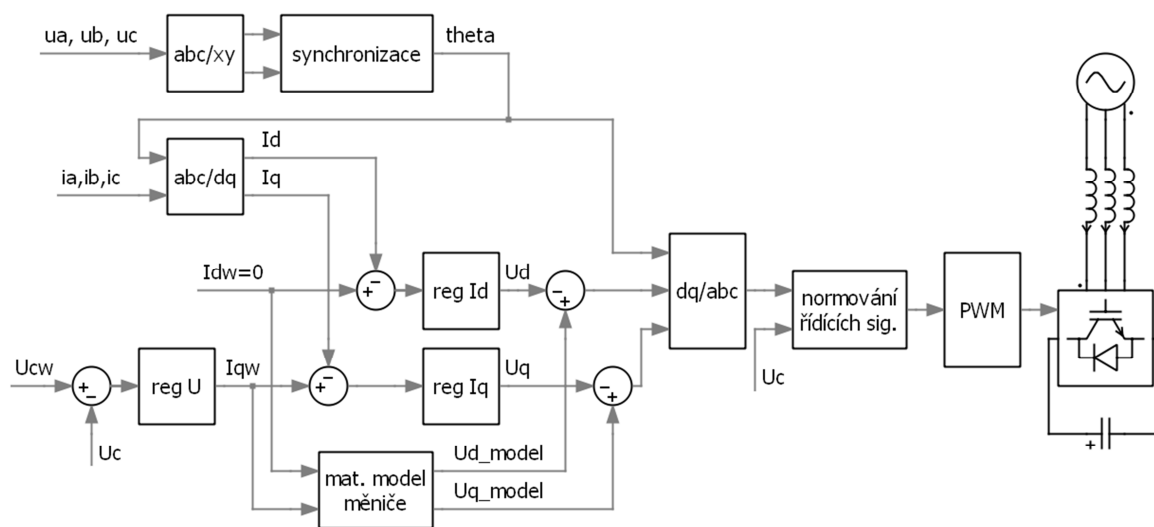 ua, ub, uc
abc/xy
synchronizace
theta
ia,ib,ic
abc/dq
Id
Iq
Idw=0
reg Id
Ud
dq/abc
normování
řídících sig.
PWM
Ucw
reg U
Iqw
reg Iq
Uq
Uc
Uc
mat. model
měniče
Ud_model
Uq_model